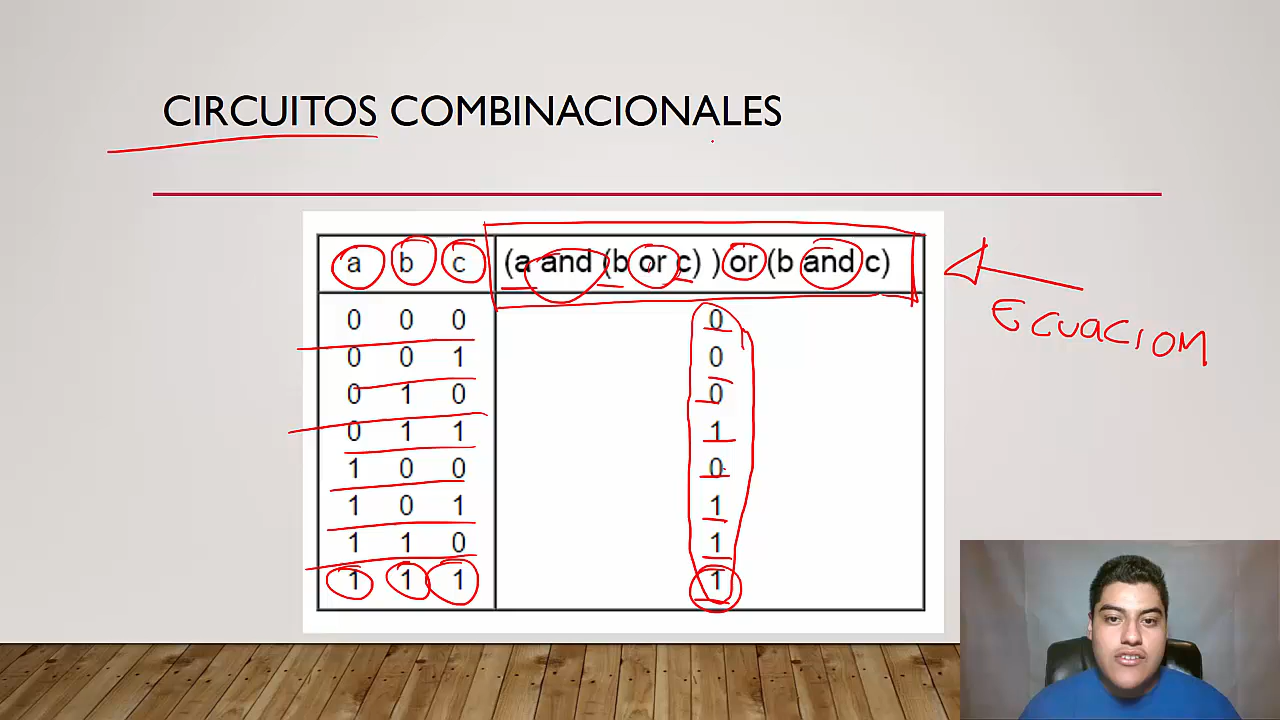 CIRCUITOS COMBINACIONALES
a b c (a and (b or c) ) or (b and c)
0 0 0 0
0 0 1 0
0 1 0 0
0 1 1 1
1 0 0 0
1 0 1 1
1 1 0 1
1 1 1 1
ECUACION